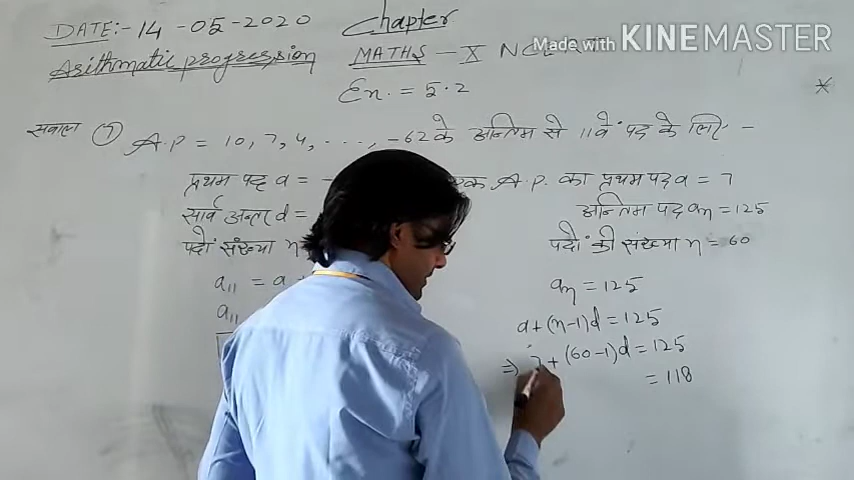 DATE:- 14-05-2020
Chapter
Made with KINEMASTER
Arithmatic progression
MATHS - X NCERT
Ex. = 5.2
सवाल (7) A.P = 10, 7, 4, ..., -62 के अन्तिम से 11वें पद के लिए -
प्रथम पद a = -
सार्व अन्तर d =
पदों संख्या n
a11 = a +
a11
एक A.P. का प्रथम पद a = 7
अन्तिम पद an = 125
पदों की संख्या n = 60
an = 125
a + (n-1)d = 125
⇒ 7 + (60-1)d = 125
= 118